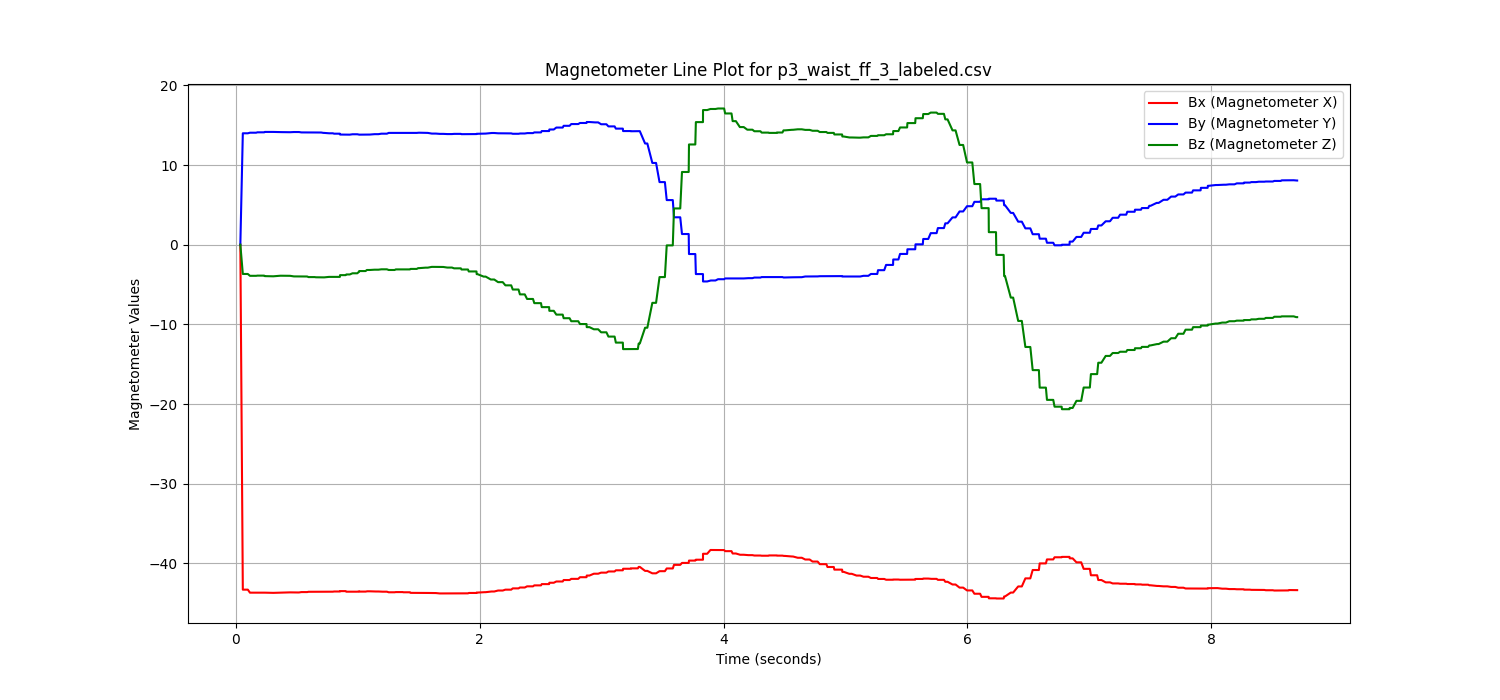 Magnetometer Line Plot for p3_waist_ff_3_labeled.csv
20
10
0
−10
−20
−30
−40
Magnetometer Values
Bx (Magnetometer X)
By (Magnetometer Y)
Bz (Magnetometer Z)
0 2 4 6 8
Time (seconds)